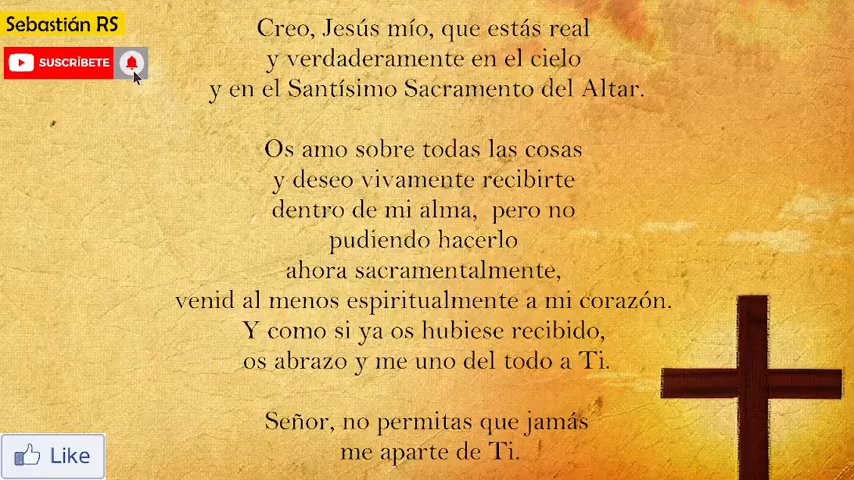 Sebastián RS
SUSCRÍBETE
Creo, Jesús mío, que estás real
y verdaderamente en el cielo
y en el Santísimo Sacramento del Altar.
Os amo sobre todas las cosas
y deseo vivamente recibirte
dentro de mi alma, pero no
pudiendo hacerlo
ahora sacramentalmente,
venid al menos espiritualmente a mi corazón.
Y como si ya os hubiese recibido,
os abrazo y me uno del todo a Ti.
Señor, no permitas que jamás
me aparte de Ti.
Like